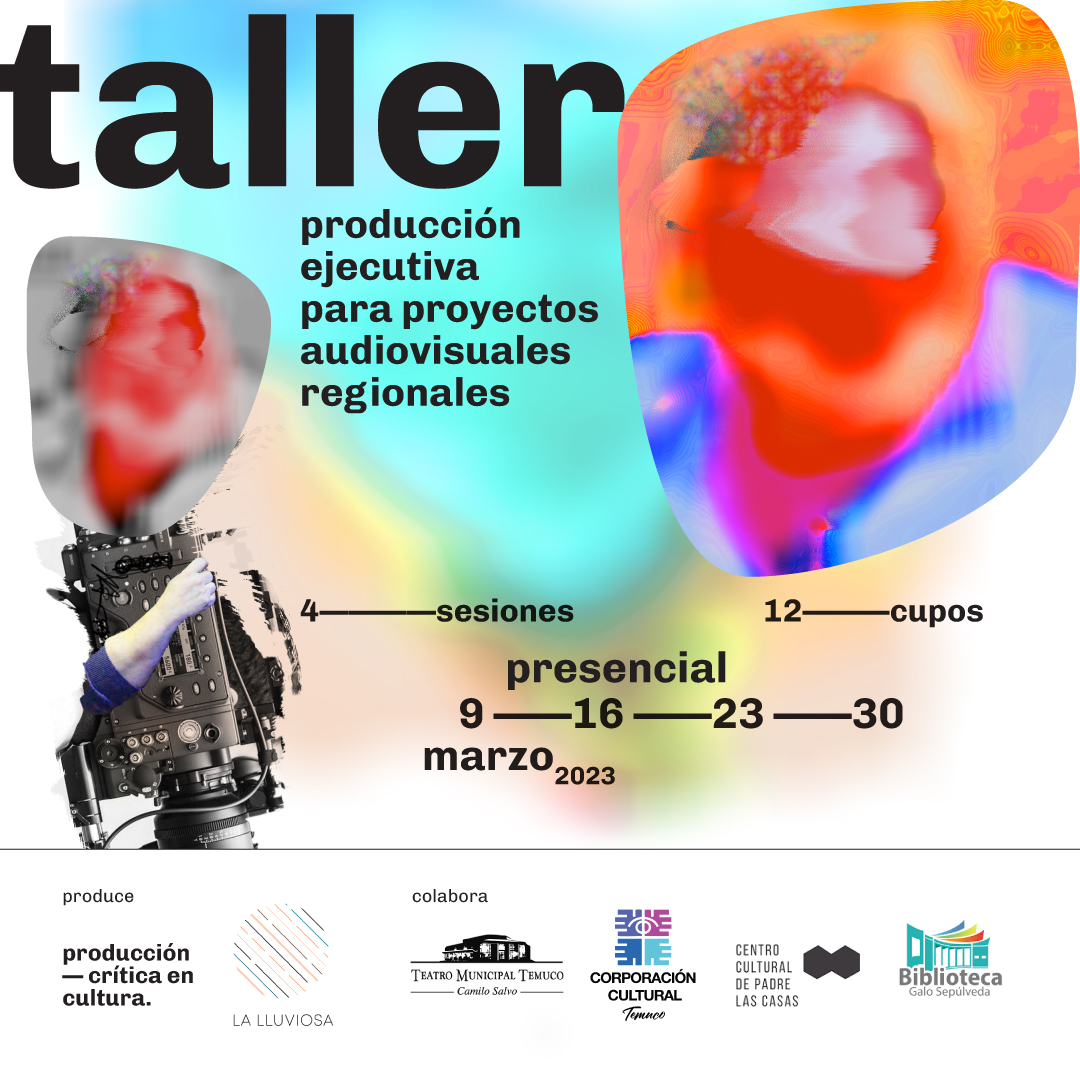 taller
producción
ejecutiva
para proyectos
audiovisuales
regionales
4———sesiones
12———cupos
presencial
9 ——16 ——23 ——30
marzo 2023
produce
colabora
producción
— crítica en
cultura.
LA LLUVIOSA
TEATRO MUNICIPAL TEMUCO
Camilo Salvo
CORPORACIÓN
CULTURAL
Temuco
CENTRO
CULTURAL
DE PADRE
LAS CASAS
Biblioteca
Galo Sepúlveda